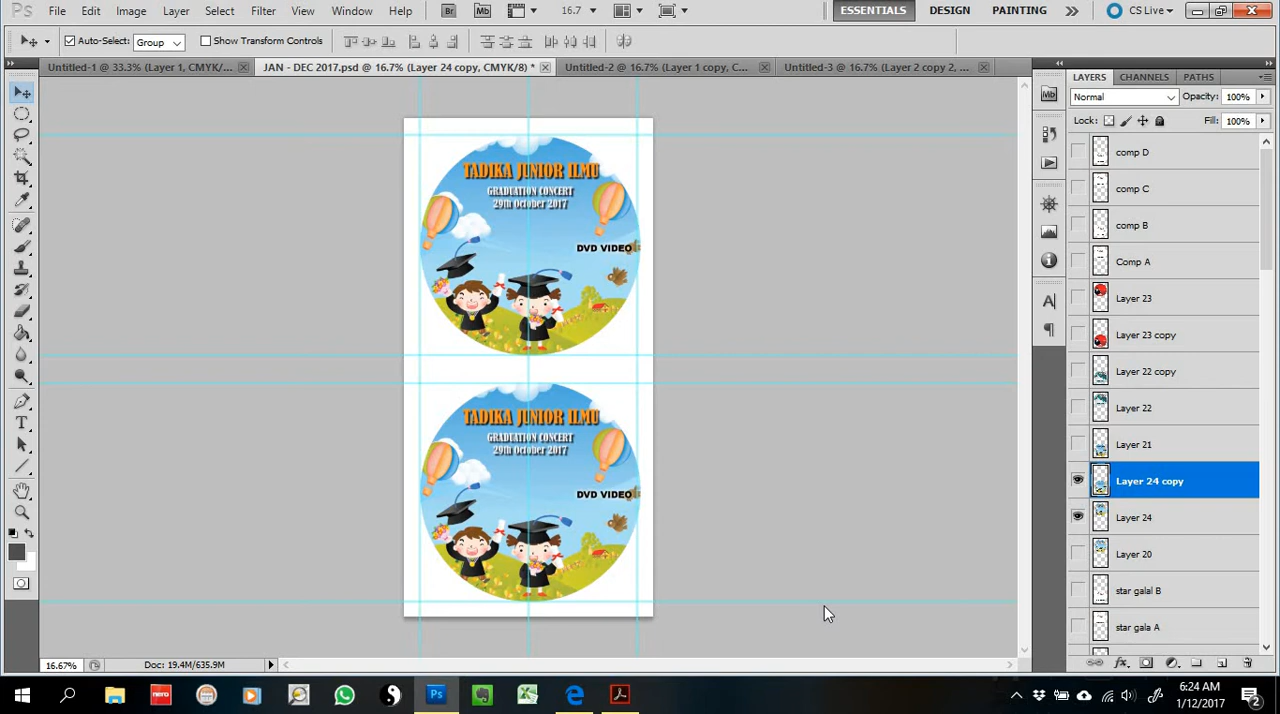 Ps File Edit Image Layer Select Filter View Window Help Br Mb 16.7 ESSENTIALS DESIGN PAINTING CS Live
Auto-Select: Group Show Transform Controls
Untitled-1 @ 33.3% (Layer 1, CMYK/... JAN - DEC 2017.psd @ 16.7% (Layer 24 copy, CMYK/8) * Untitled-2 @ 16.7% (Layer 1 copy, C... Untitled-3 @ 16.7% (Layer 2 copy 2, ...
LAYERS CHANNELS PATHS
Normal Opacity: 100%
Lock: Fill: 100%
comp D
comp C
comp B
Comp A
Layer 23
Layer 23 copy
Layer 22 copy
Layer 22
Layer 21
Layer 24 copy
Layer 24
Layer 20
star galal B
star gala A
Mb
TADIKA JUNIOR ILMU
GRADUATION CONCERT
29th October 2017
DVD VIDEO
TADIKA JUNIOR ILMU
GRADUATION CONCERT
29th October 2017
DVD VIDEO
16.67% Doc: 19.4M/635.9M
nero Ps
6:24 AM
1/12/2017
2